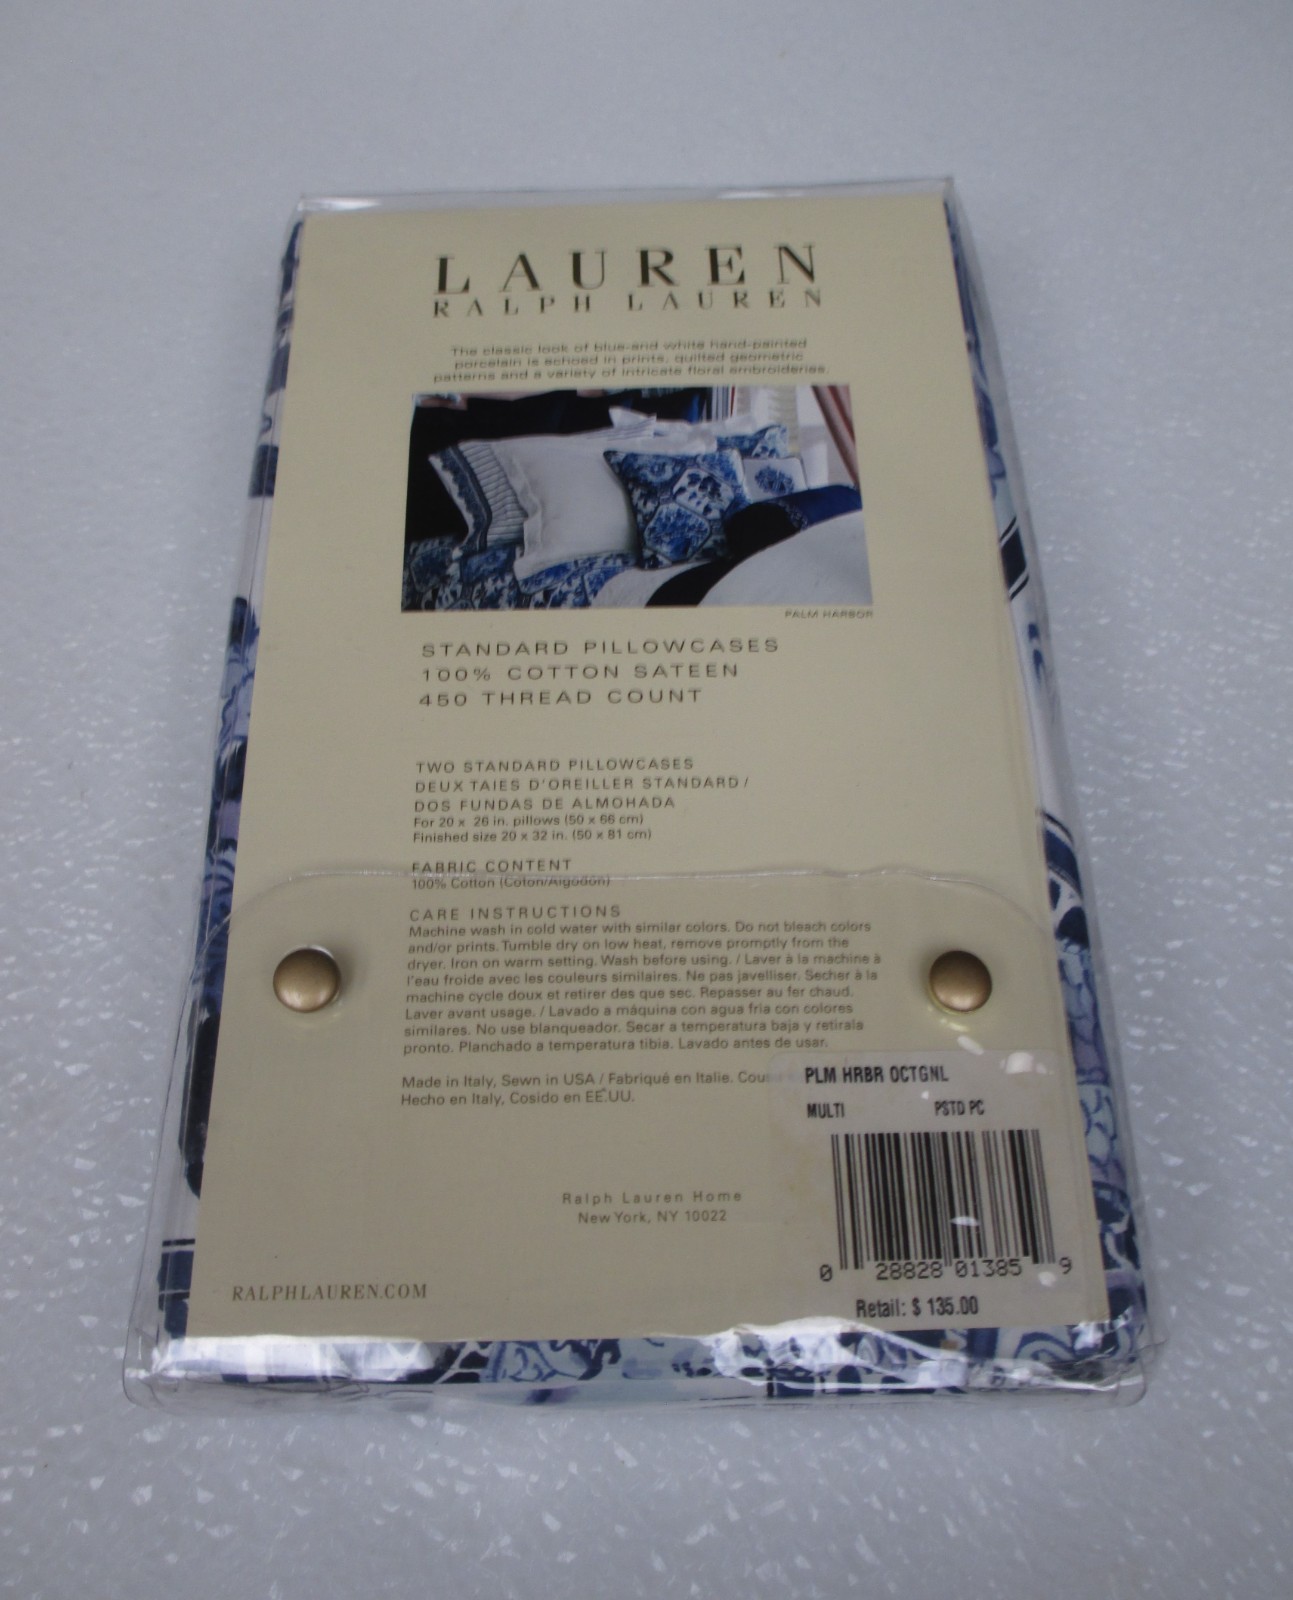 LAUREN
RALPH LAUREN
The classic look of blue-and white hand-painted
porcelain is echoed in prints, quilted geometric
patterns and a variety of intricate floral embroideries.
PALM HARBOR
STANDARD PILLOWCASES
100% COTTON SATEEN
450 THREAD COUNT
TWO STANDARD PILLOWCASES
DEUX TAIES D'OREILLER STANDARD /
DOS FUNDAS DE ALMOHADA
For 20 x 26 in. pillows (50 x 66 cm)
Finished size 20 x 32 in. (50 x 81 cm)
FABRIC CONTENT
100% Cotton (Coton/Algodón)
CARE INSTRUCTIONS
Machine wash in cold water with similar colors. Do not bleach colors
and/or prints. Tumble dry on low heat, remove promptly from the
dryer. Iron on warm setting. Wash before using. / Laver à la machine à
l'eau froide avec les couleurs similaires. Ne pas javelliser. Secher à la
machine cycle doux et retirer des que sec. Repasser au fer chaud.
Laver avant usage. / Lavado a máquina con agua fria con colores
similares. No use blanqueador. Secar a temperatura baja y retirala
pronto. Planchado a temperatura tibia. Lavado antes de usar.
Made in Italy, Sewn in USA / Fabriqué en Italie.
Hecho en Italy, Cosido en EE.UU.
PLM HRBR OCTGNL
MULTI PSTD PC
0 28828 01385 9
Retail: $ 135.00
Ralph Lauren Home
New York, NY 10022
RALPHLAUREN.COM